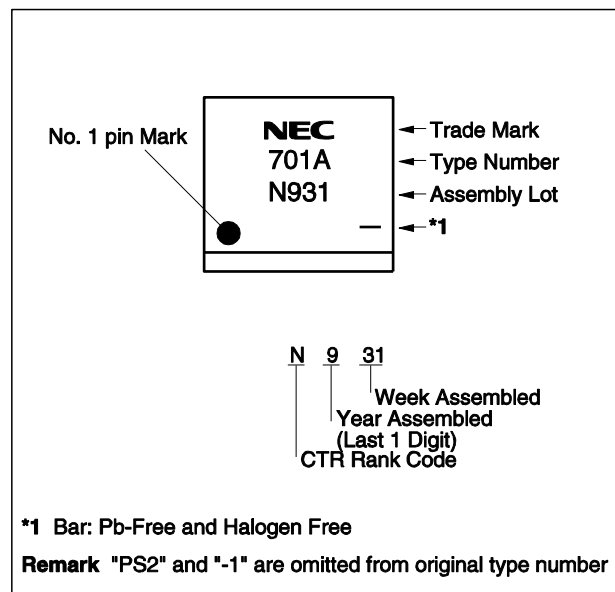 No. 1 pin Mark
NEC
701A
N931
Trade Mark
Type Number
Assembly Lot
*1
N 9 31
Week Assembled
Year Assembled
(Last 1 Digit)
CTR Rank Code
*1 Bar: Pb-Free and Halogen Free
Remark "PS2" and "-1" are omitted from original type number